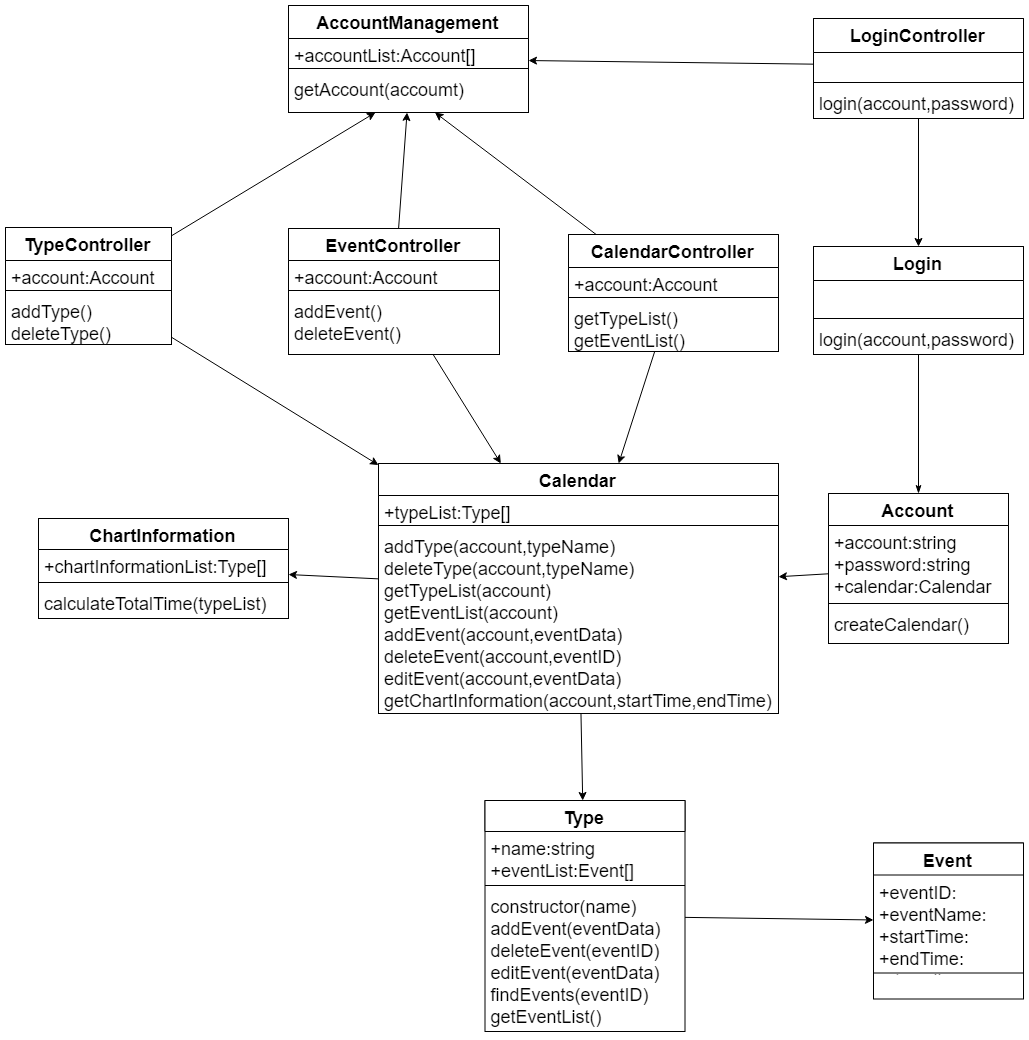 AccountManagement
+accountList:Account[]
getAccount(accoumt)
LoginController
login(account,password)
TypeController
+account:Account
addType()
deleteType()
EventController
+account:Account
addEvent()
deleteEvent()
CalendarController
+account:Account
getTypeList()
getEventList()
Login
login(account,password)
Calendar
+typeList:Type[]
addType(account,typeName)
deleteType(account,typeName)
getTypeList(account)
getEventList(account)
addEvent(account,eventData)
deleteEvent(account,eventID)
editEvent(account,eventData)
getChartInformation(account,startTime,endTime)
ChartInformation
+chartInformationList:Type[]
calculateTotalTime(typeList)
Account
+account:string
+password:string
+calendar:Calendar
createCalendar()
Type
+name:string
+eventList:Event[]
constructor(name)
addEvent(eventData)
deleteEvent(eventID)
editEvent(eventData)
findEvents(eventID)
getEventList()
Event
+eventID:
+eventName:
+startTime:
+endTime: